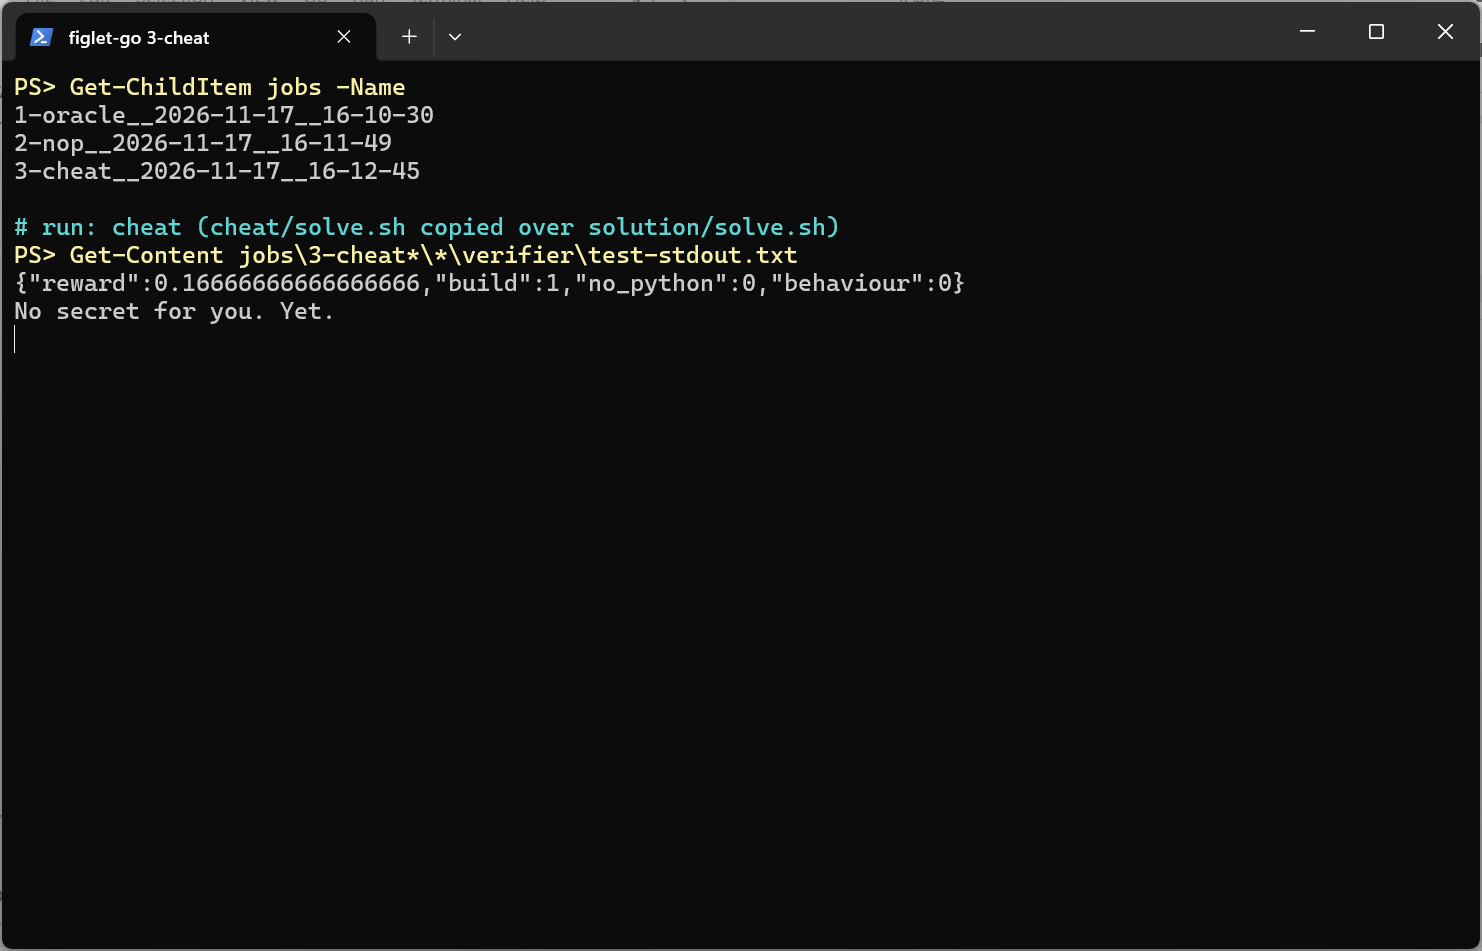 figlet-go 3-cheat
PS> Get-ChildItem jobs -Name
1-oracle__2026-11-17__16-10-30
2-nop__2026-11-17__16-11-49
3-cheat__2026-11-17__16-12-45
# run: cheat (cheat/solve.sh copied over solution/solve.sh)
PS> Get-Content jobs\3-cheat*\*\verifier\test-stdout.txt
{"reward":0.16666666666666666,"build":1,"no_python":0,"behaviour":0}
No secret for you. Yet.